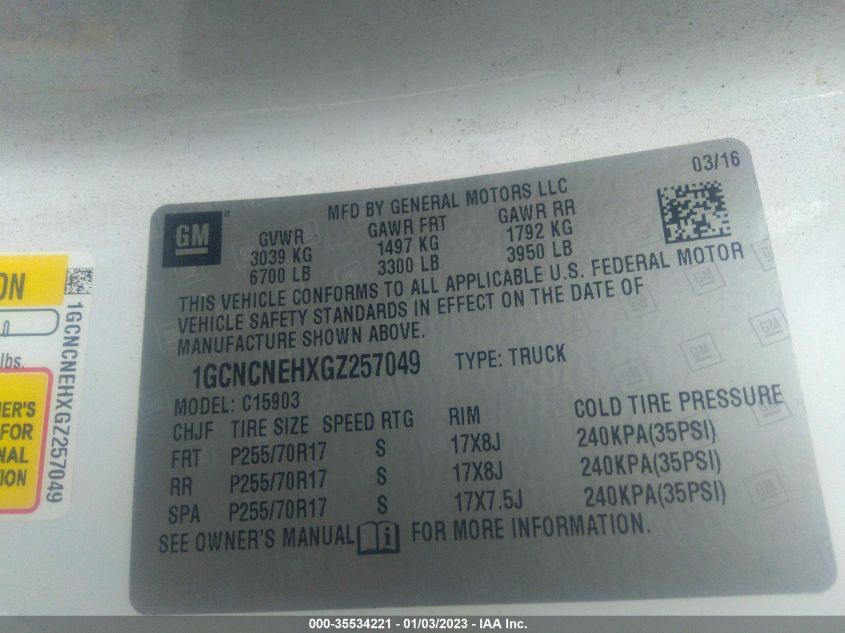 03/16
MFD BY GENERAL MOTORS LLC
GM®
GVWR GAWR FRT GAWR RR
3039 KG 1497 KG 1792 KG
6700 LB 3300 LB 3950 LB
THIS VEHICLE CONFORMS TO ALL APPLICABLE U.S. FEDERAL MOTOR
VEHICLE SAFETY STANDARDS IN EFFECT ON THE DATE OF
MANUFACTURE SHOWN ABOVE.
1GCNCNEHXGZ257049 TYPE: TRUCK
MODEL: C15903
CHJF TIRE SIZE SPEED RTG RIM COLD TIRE PRESSURE
FRT P255/70R17 S 17X8J 240KPA(35PSI)
RR P255/70R17 S 17X8J 240KPA(35PSI)
SPA P255/70R17 S 17X7.5J 240KPA(35PSI)
SEE OWNER'S MANUAL FOR MORE INFORMATION.
ON
lbs.
NER'S
FOR
NAL
TION
1GCNCNEHXGZ257049
000-35534221 - 01/03/2023 - IAA Inc.